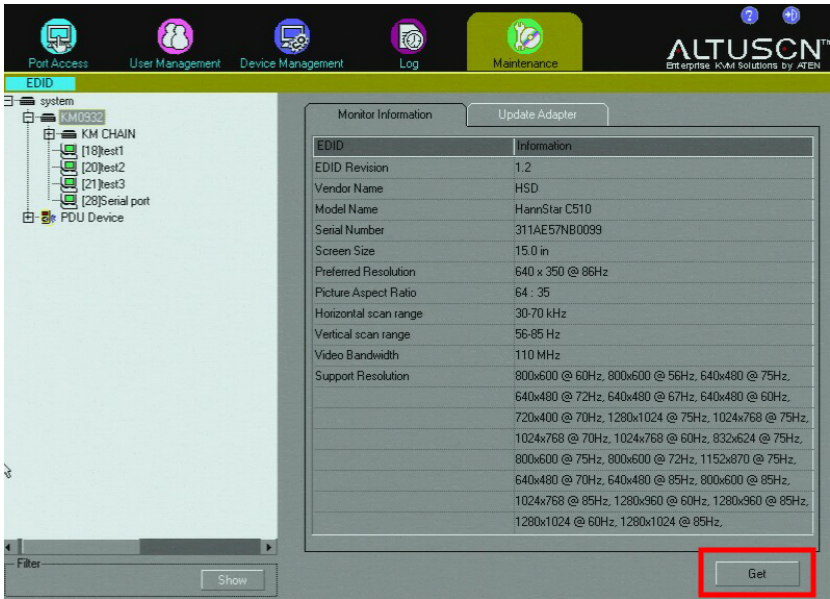 Port Access User Management Device Management Log Maintenance
ALTUSCN™
Enterprise KVM Solutions by ATEN
EDID
system
KM0932
KM CHAIN
[18]test1
[20]test2
[21]test3
[28]Serial port
PDU Device
Filter
Show
Monitor Information Update Adapter
EDID Information
EDID Revision 1.2
Vendor Name HSD
Model Name HannStar C510
Serial Number 311AE57NB0099
Screen Size 15.0 in
Preferred Resolution 640 x 350 @ 86Hz
Picture Aspect Ratio 64 : 35
Horizontal scan range 30-70 kHz
Vertical scan range 56-85 Hz
Video Bandwidth 110 MHz
Support Resolution 800x600 @ 60Hz, 800x600 @ 56Hz, 640x480 @ 75Hz,
640x480 @ 72Hz, 640x480 @ 67Hz, 640x480 @ 60Hz,
720x400 @ 70Hz, 1280x1024 @ 75Hz, 1024x768 @ 75Hz,
1024x768 @ 70Hz, 1024x768 @ 60Hz, 832x624 @ 75Hz,
800x600 @ 75Hz, 800x600 @ 72Hz, 1152x870 @ 75Hz,
640x480 @ 70Hz, 640x480 @ 85Hz, 800x600 @ 85Hz,
1024x768 @ 85Hz, 1280x960 @ 60Hz, 1280x960 @ 85Hz,
1280x1024 @ 60Hz, 1280x1024 @ 85Hz,
Get